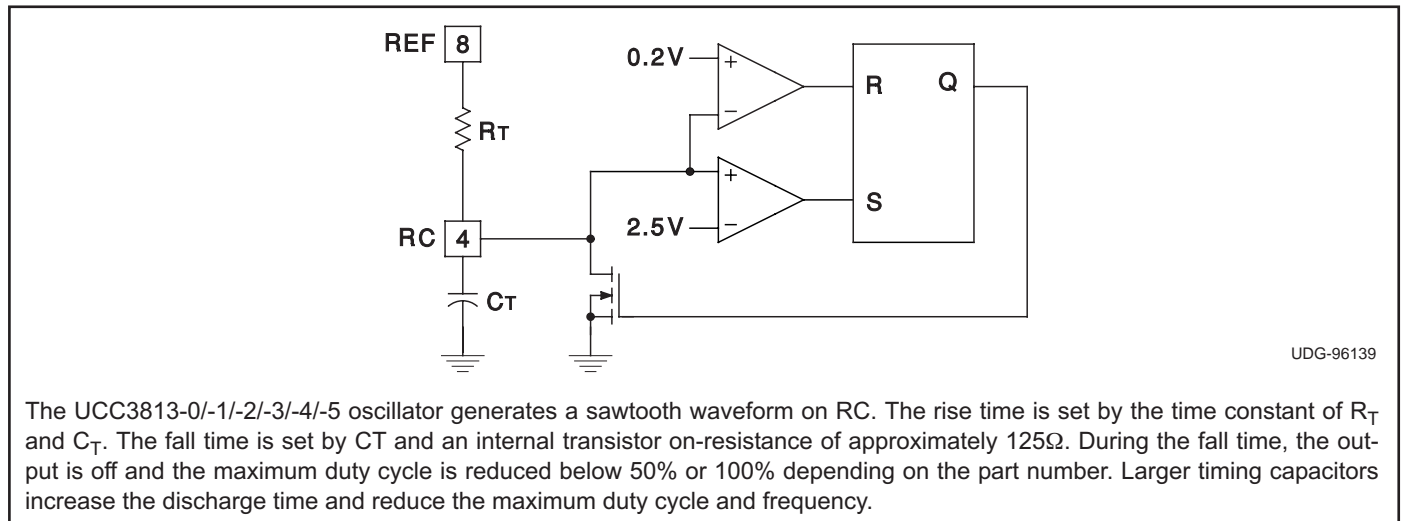 REF 8
0.2V
+
−
R
Q
RT
+
−
S
2.5V
RC 4
CT
UDG-96139
The UCC3813-0/-1/-2/-3/-4/-5 oscillator generates a sawtooth waveform on RC. The rise time is set by the time constant of RT
and CT. The fall time is set by CT and an internal transistor on-resistance of approximately 125Ω. During the fall time, the out-
put is off and the maximum duty cycle is reduced below 50% or 100% depending on the part number. Larger timing capacitors
increase the discharge time and reduce the maximum duty cycle and frequency.